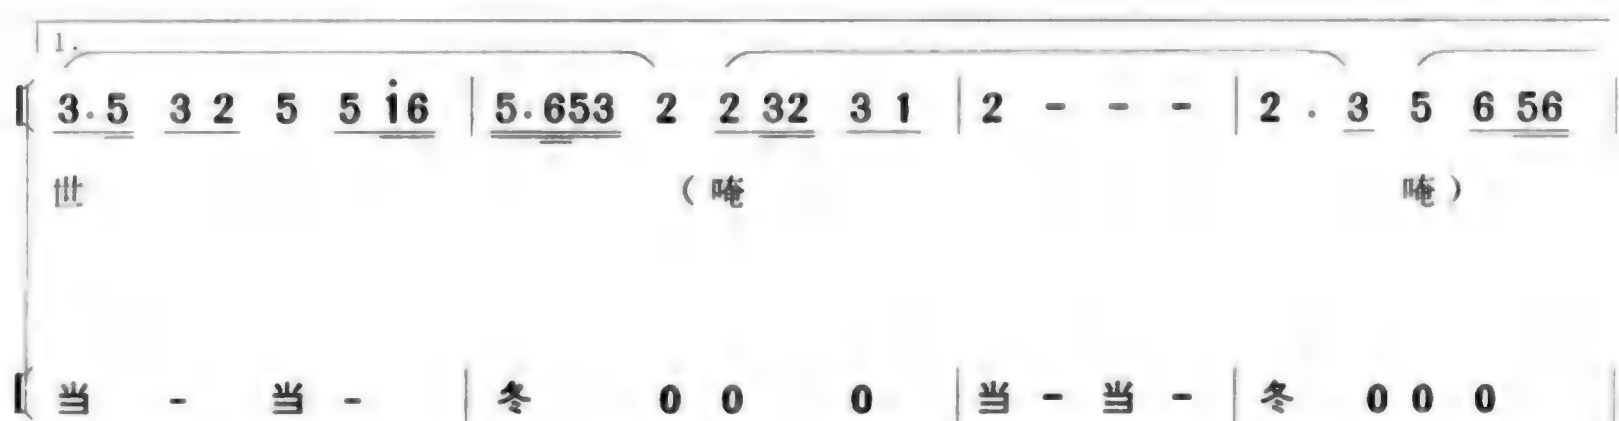 1.
3·5 3 2 5 5 i̇6 | 5·653 2 2 32 3 1 | 2 - - - | 2 · 3 5 6 56 |
世 (唵 唵)
当 - 当 - | 冬 0 0 0 | 当 - 当 - | 冬 0 0 0 |